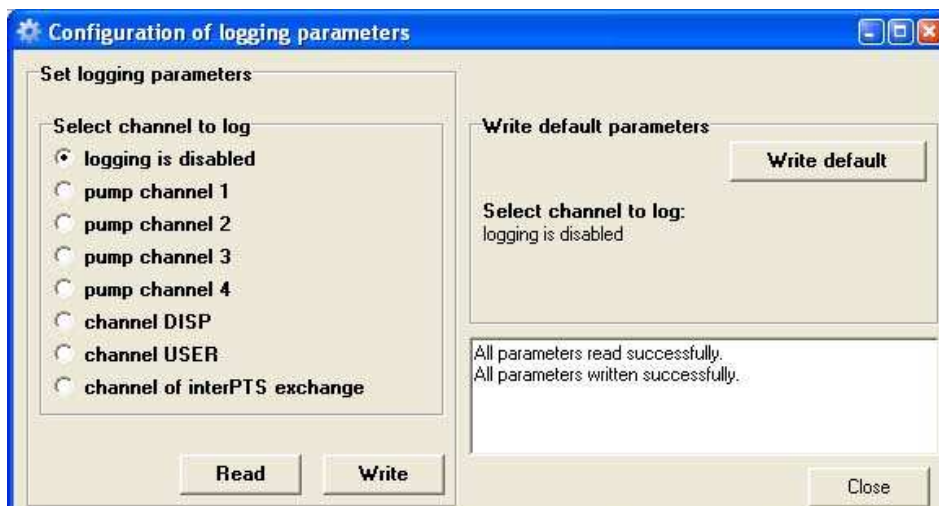 Configuration of logging parameters
Set logging parameters
Select channel to log
logging is disabled
pump channel 1
pump channel 2
pump channel 3
pump channel 4
channel DISP
channel USER
channel of interPTS exchange
Read
Write
Write default parameters
Write default
Select channel to log:
logging is disabled
All parameters read successfully.
All parameters written successfully.
Close